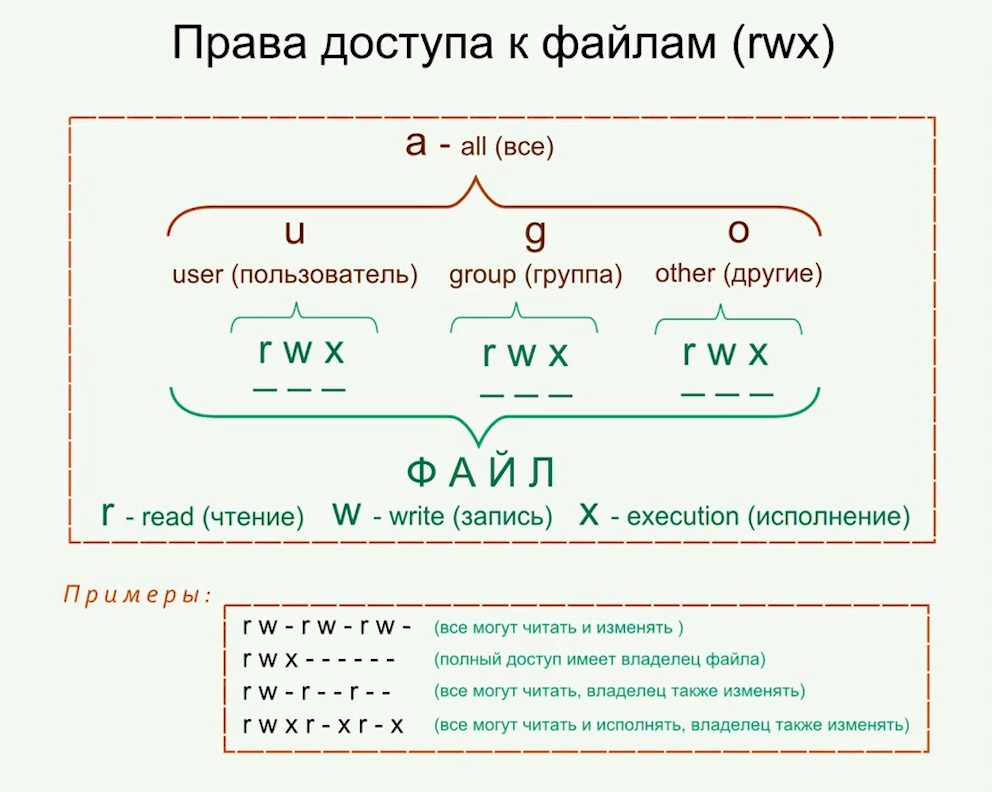 Права доступа к файлам (rwx)
a - all (все)
u g o
user (пользователь) group (группа) other (другие)
r w x r w x r w x
_ _ _ _ _ _ _ _ _
Ф А Й Л
r - read (чтение) w - write (запись) x - execution (исполнение)
Примеры:
r w - r w - r w - (все могут читать и изменять )
r w x - - - - - - (полный доступ имеет владелец файла)
r w - r - - r - - (все могут читать, владелец также изменять)
r w x r - x r - x (все могут читать и исполнять, владелец также изменять)